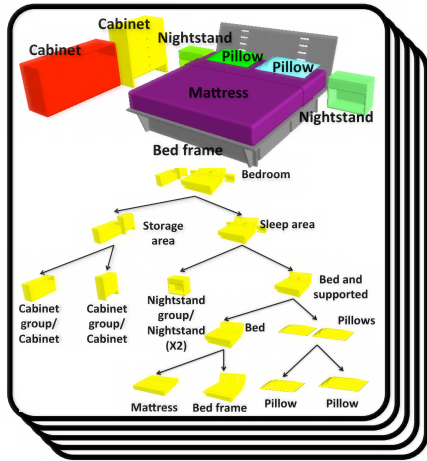 Cabinet
Cabinet
Nightstand
Pillow
Pillow
Mattress
Nightstand
Bed frame
Bedroom
Storage
area
Sleep area
Cabinet
group/
Cabinet
Cabinet
group/
Cabinet
Nightstand
group/
Nightstand
(X2)
Bed and
supported
Bed
Pillows
Mattress
Bed frame
Pillow
Pillow